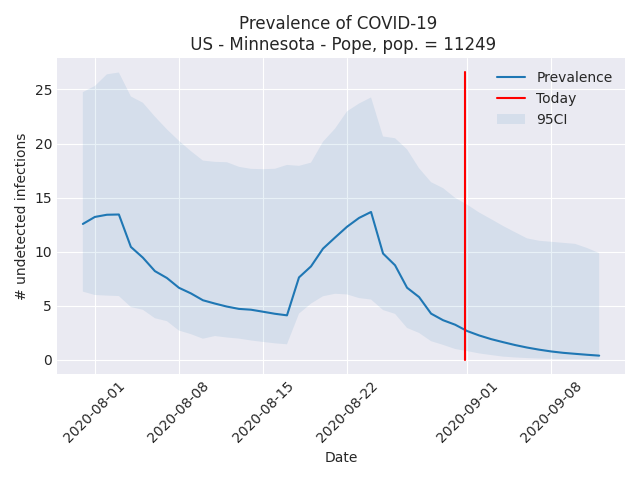 Prevalence of COVID-19
US - Minnesota - Pope, pop. = 11249
Prevalence
Today
95CI
25
20
15
10
5
0
# undetected infections
2020-08-01
2020-08-08
2020-08-15
2020-08-22
2020-09-01
2020-09-08
Date